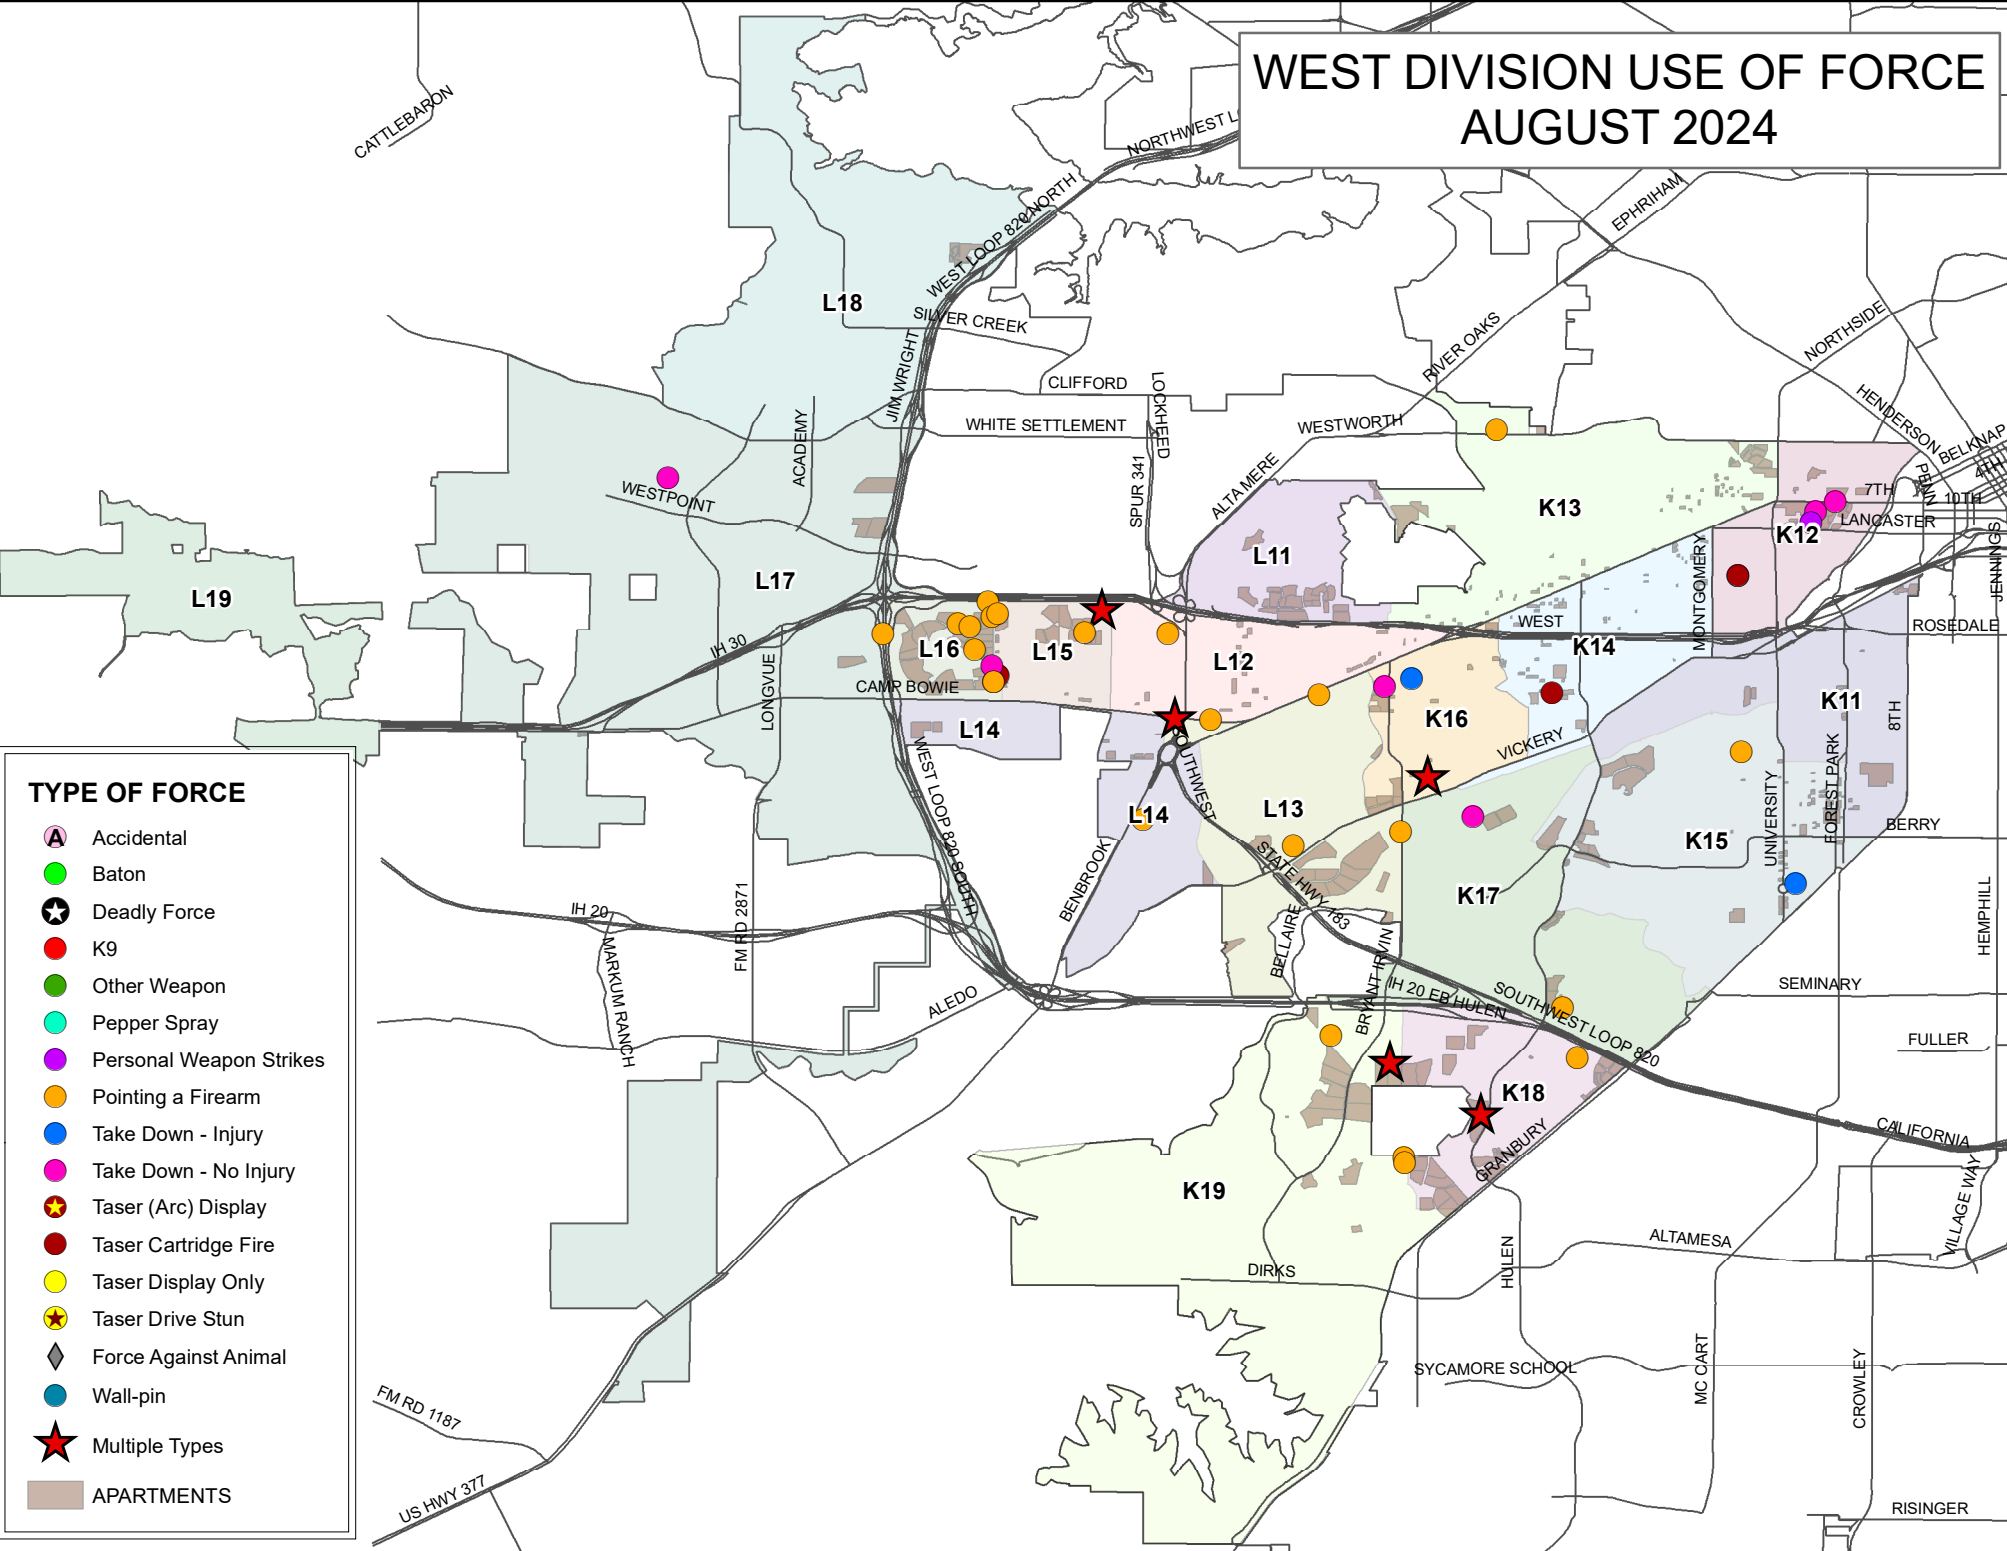 WEST DIVISION USE OF FORCE
AUGUST 2024
CATTLEBARON
NORTHWEST L
WEST LOOP 820 NORTH
EPHRIHAM
L18
SILVER CREEK
JIM WRIGHT
RIVER OAKS
NORTHSIDE
CLIFFORD
LOCKHEED
HENDERSON
WHITE SETTLEMENT
WESTWORTH
BELKNAP
ACADEMY
SPUR 341
ALTA MERE
4TH
PENN
7TH
10TH
WESTPOINT
K13
LANCASTER
K12
L11
MONTGOMERY
JENNINGS
L17
L19
WEST
ROSEDALE
IH 30
L16
L15
L12
K14
LONGVUE
CAMP BOWIE
K11
8TH
L14
K16
VICKERY
WEST LOOP 820 SOUTH
OUTHWEST
UNIVERSITY
FOREST PARK
L14
L13
BERRY
K15
STATE HWY 183
BENBROOK
K17
IH 20
FM RD 2871
BELLAIRE
BRYANT IRVIN
HEMPHILL
MARKUM RANCH
ALEDO
IH 20 EB HULEN
SOUTHWEST LOOP 820
SEMINARY
FULLER
K18
GRANBURY
CALIFORNIA
K19
VILLAGE WAY
HULEN
ALTAMESA
DIRKS
MC CART
SYCAMORE SCHOOL
CROWLEY
FM RD 1187
US HWY 377
RISINGER
TYPE OF FORCE
A Accidental
Baton
Deadly Force
K9
Other Weapon
Pepper Spray
Personal Weapon Strikes
Pointing a Firearm
Take Down - Injury
Take Down - No Injury
Taser (Arc) Display
Taser Cartridge Fire
Taser Display Only
Taser Drive Stun
Force Against Animal
Wall-pin
Multiple Types
APARTMENTS